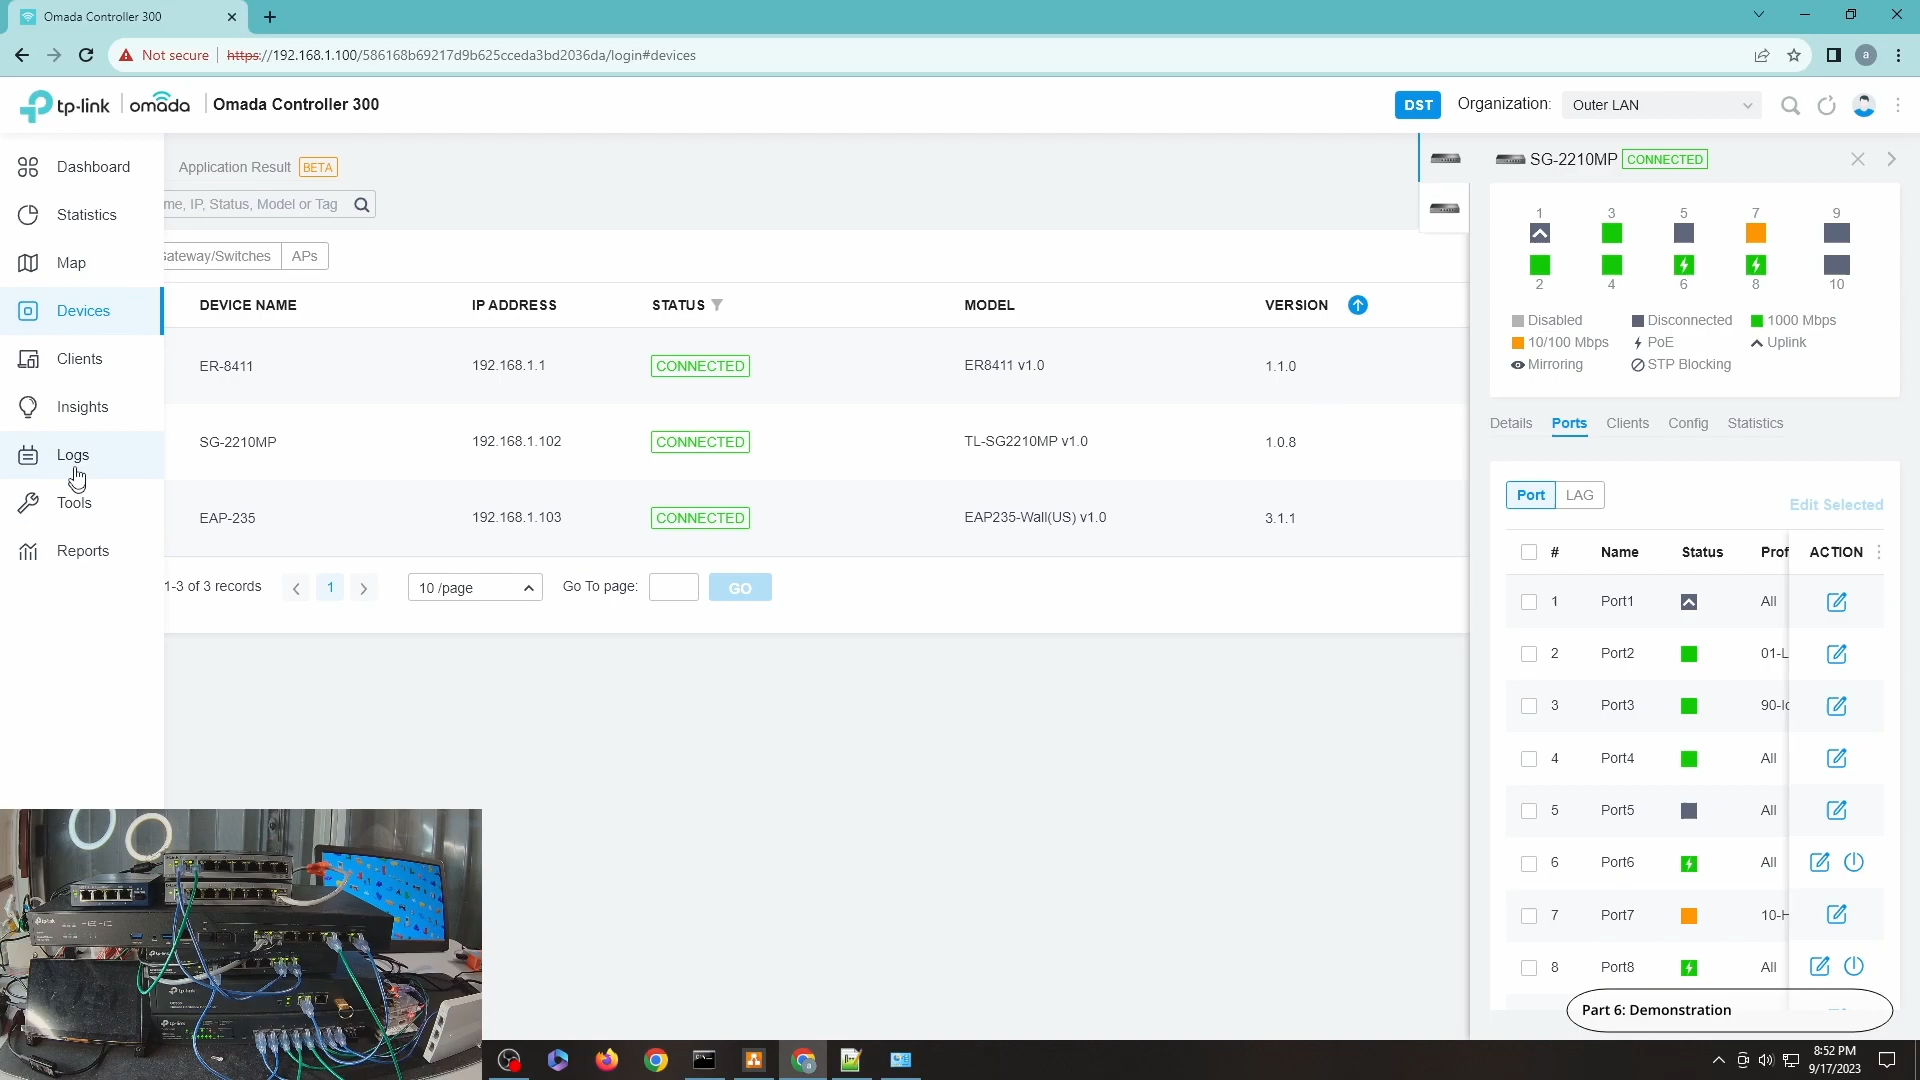 Omada Controller 300
Not secure
https://192.168.1.100/586168b69217d9b625cceda3bd2036da/login#devices
a
tp-link
omada
Omada Controller 300
DST
Organization:
Outer LAN
Dashboard
Statistics
Map
Devices
Clients
Insights
Logs
Tools
Reports
Application Result BETA
me, IP, Status, Model or Tag
Gateway/Switches APs
DEVICE NAME IP ADDRESS STATUS MODEL VERSION
ER-8411 192.168.1.1 CONNECTED ER8411 v1.0 1.1.0
SG-2210MP 192.168.1.102 CONNECTED TL-SG2210MP v1.0 1.0.8
EAP-235 192.168.1.103 CONNECTED EAP235-Wall(US) v1.0 3.1.1
1-3 of 3 records 1 10 /page Go To page: GO
SG-2210MP CONNECTED
1 3 5 7 9
2 4 6 8 10
Disabled Disconnected 1000 Mbps
10/100 Mbps PoE Uplink
Mirroring STP Blocking
Details Ports Clients Config Statistics
Port LAG
Edit Selected
# Name Status Prof ACTION
1 Port1 All
2 Port2 01-L
3 Port3 90-Ic
4 Port4 All
5 Port5 All
6 Port6 All
7 Port7 10-H
8 Port8 All
Part 6: Demonstration
8:52 PM
9/17/2023